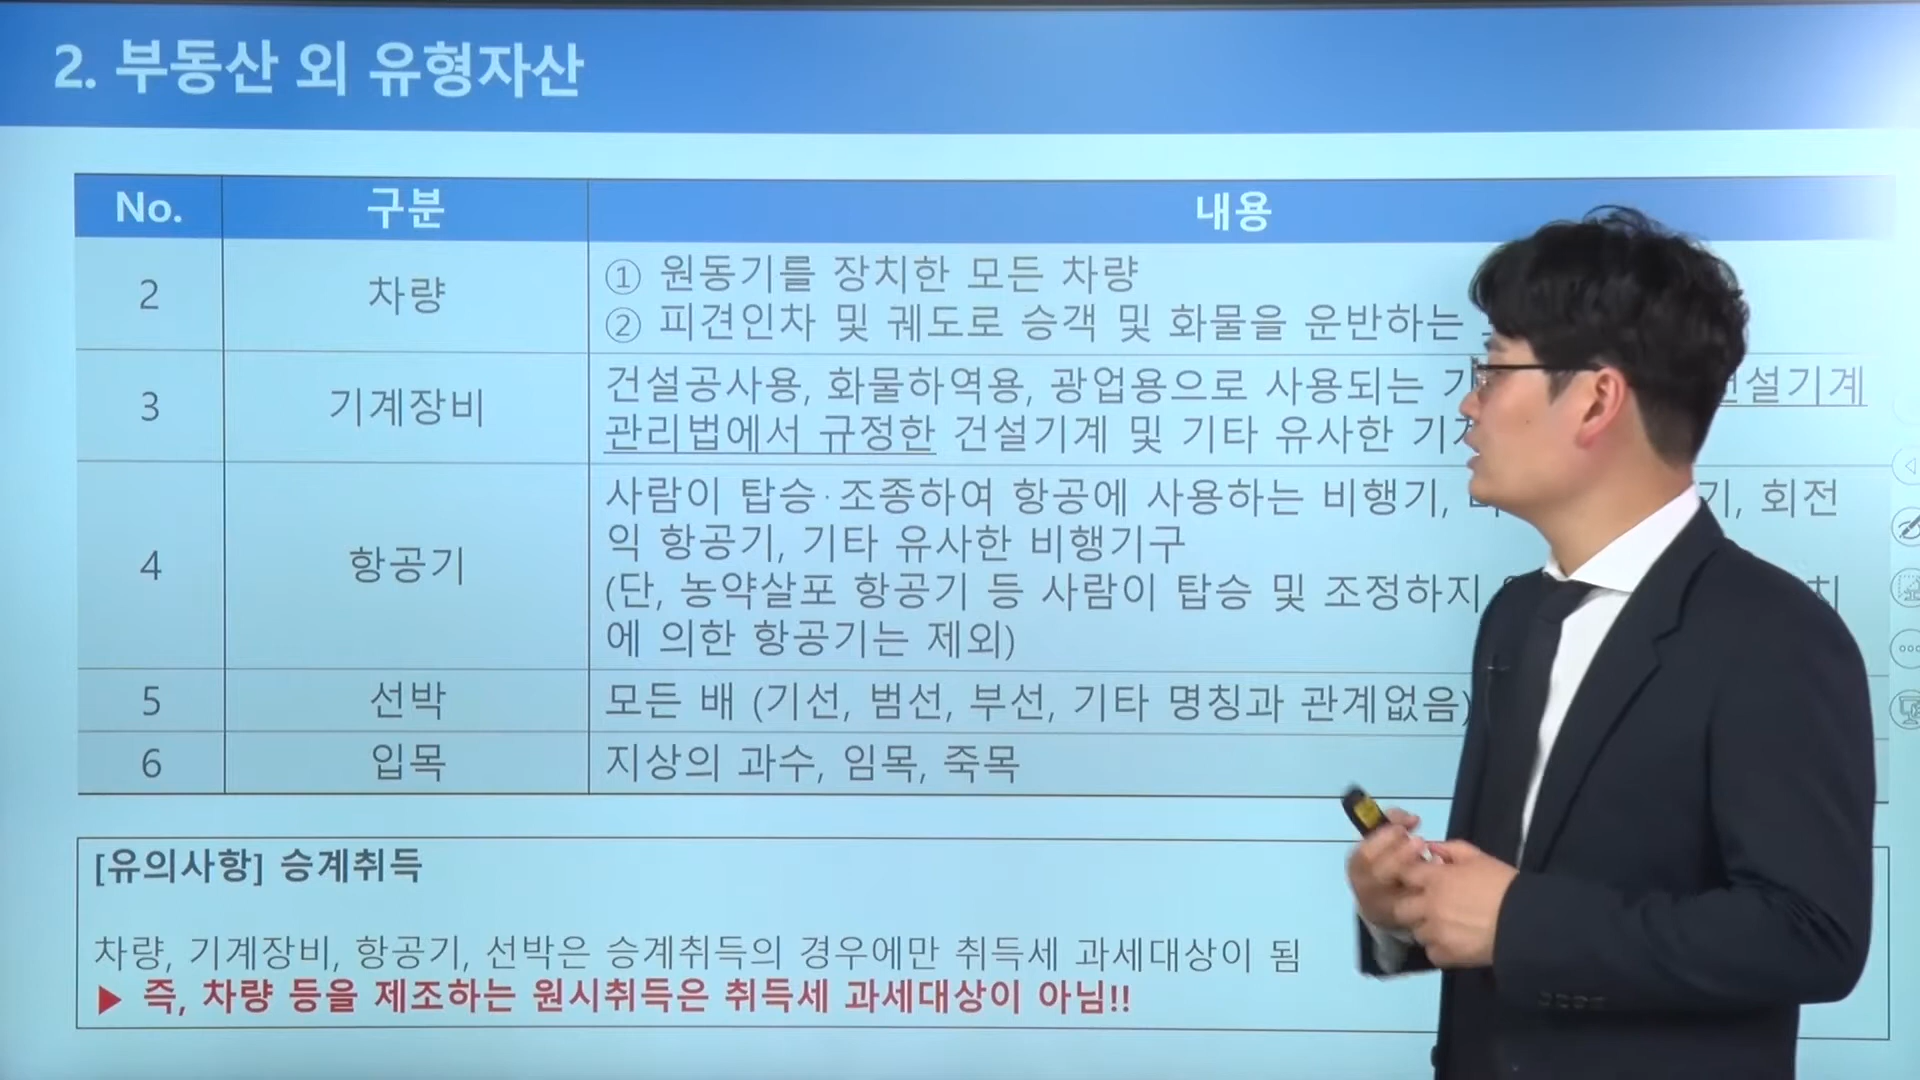 2. 부동산 외 유형자산
No. 구분 내용
2 차량 ① 원동기를 장치한 모든 차량
② 피견인차 및 궤도로 승객 및 화물을 운반하는
3 기계장비 건설공사용, 화물하역용, 광업용으로 사용되는 건설기계
관리법에서 규정한 건설기계 및 기타 유사한
4 항공기 사람이 탑승·조종하여 항공에 사용하는 비행기, 회전
익 항공기, 기타 유사한 비행기구
(단, 농약살포 항공기 등 사람이 탑승 및 조정하지
에 의한 항공기는 제외)
5 선박 모든 배 (기선, 범선, 부선, 기타 명칭과 관계없음)
6 입목 지상의 과수, 임목, 죽목
[유의사항] 승계취득
차량, 기계장비, 항공기, 선박은 승계취득의 경우에만 취득세 과세대상이 됨
▶ 즉, 차량 등을 제조하는 원시취득은 취득세 과세대상이 아님!!